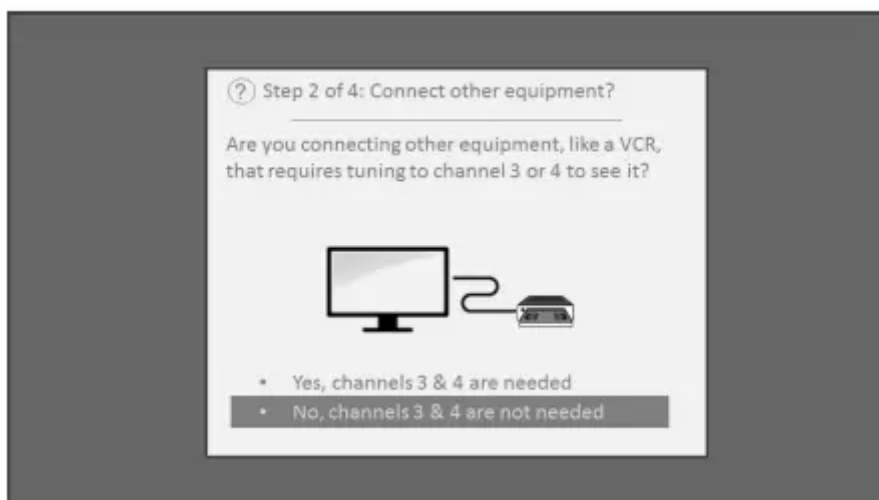 ? Step 2 of 4: Connect other equipment?
Are you connecting other equipment, like a VCR,
that requires tuning to channel 3 or 4 to see it?
• Yes, channels 3 & 4 are needed
• No, channels 3 & 4 are not needed